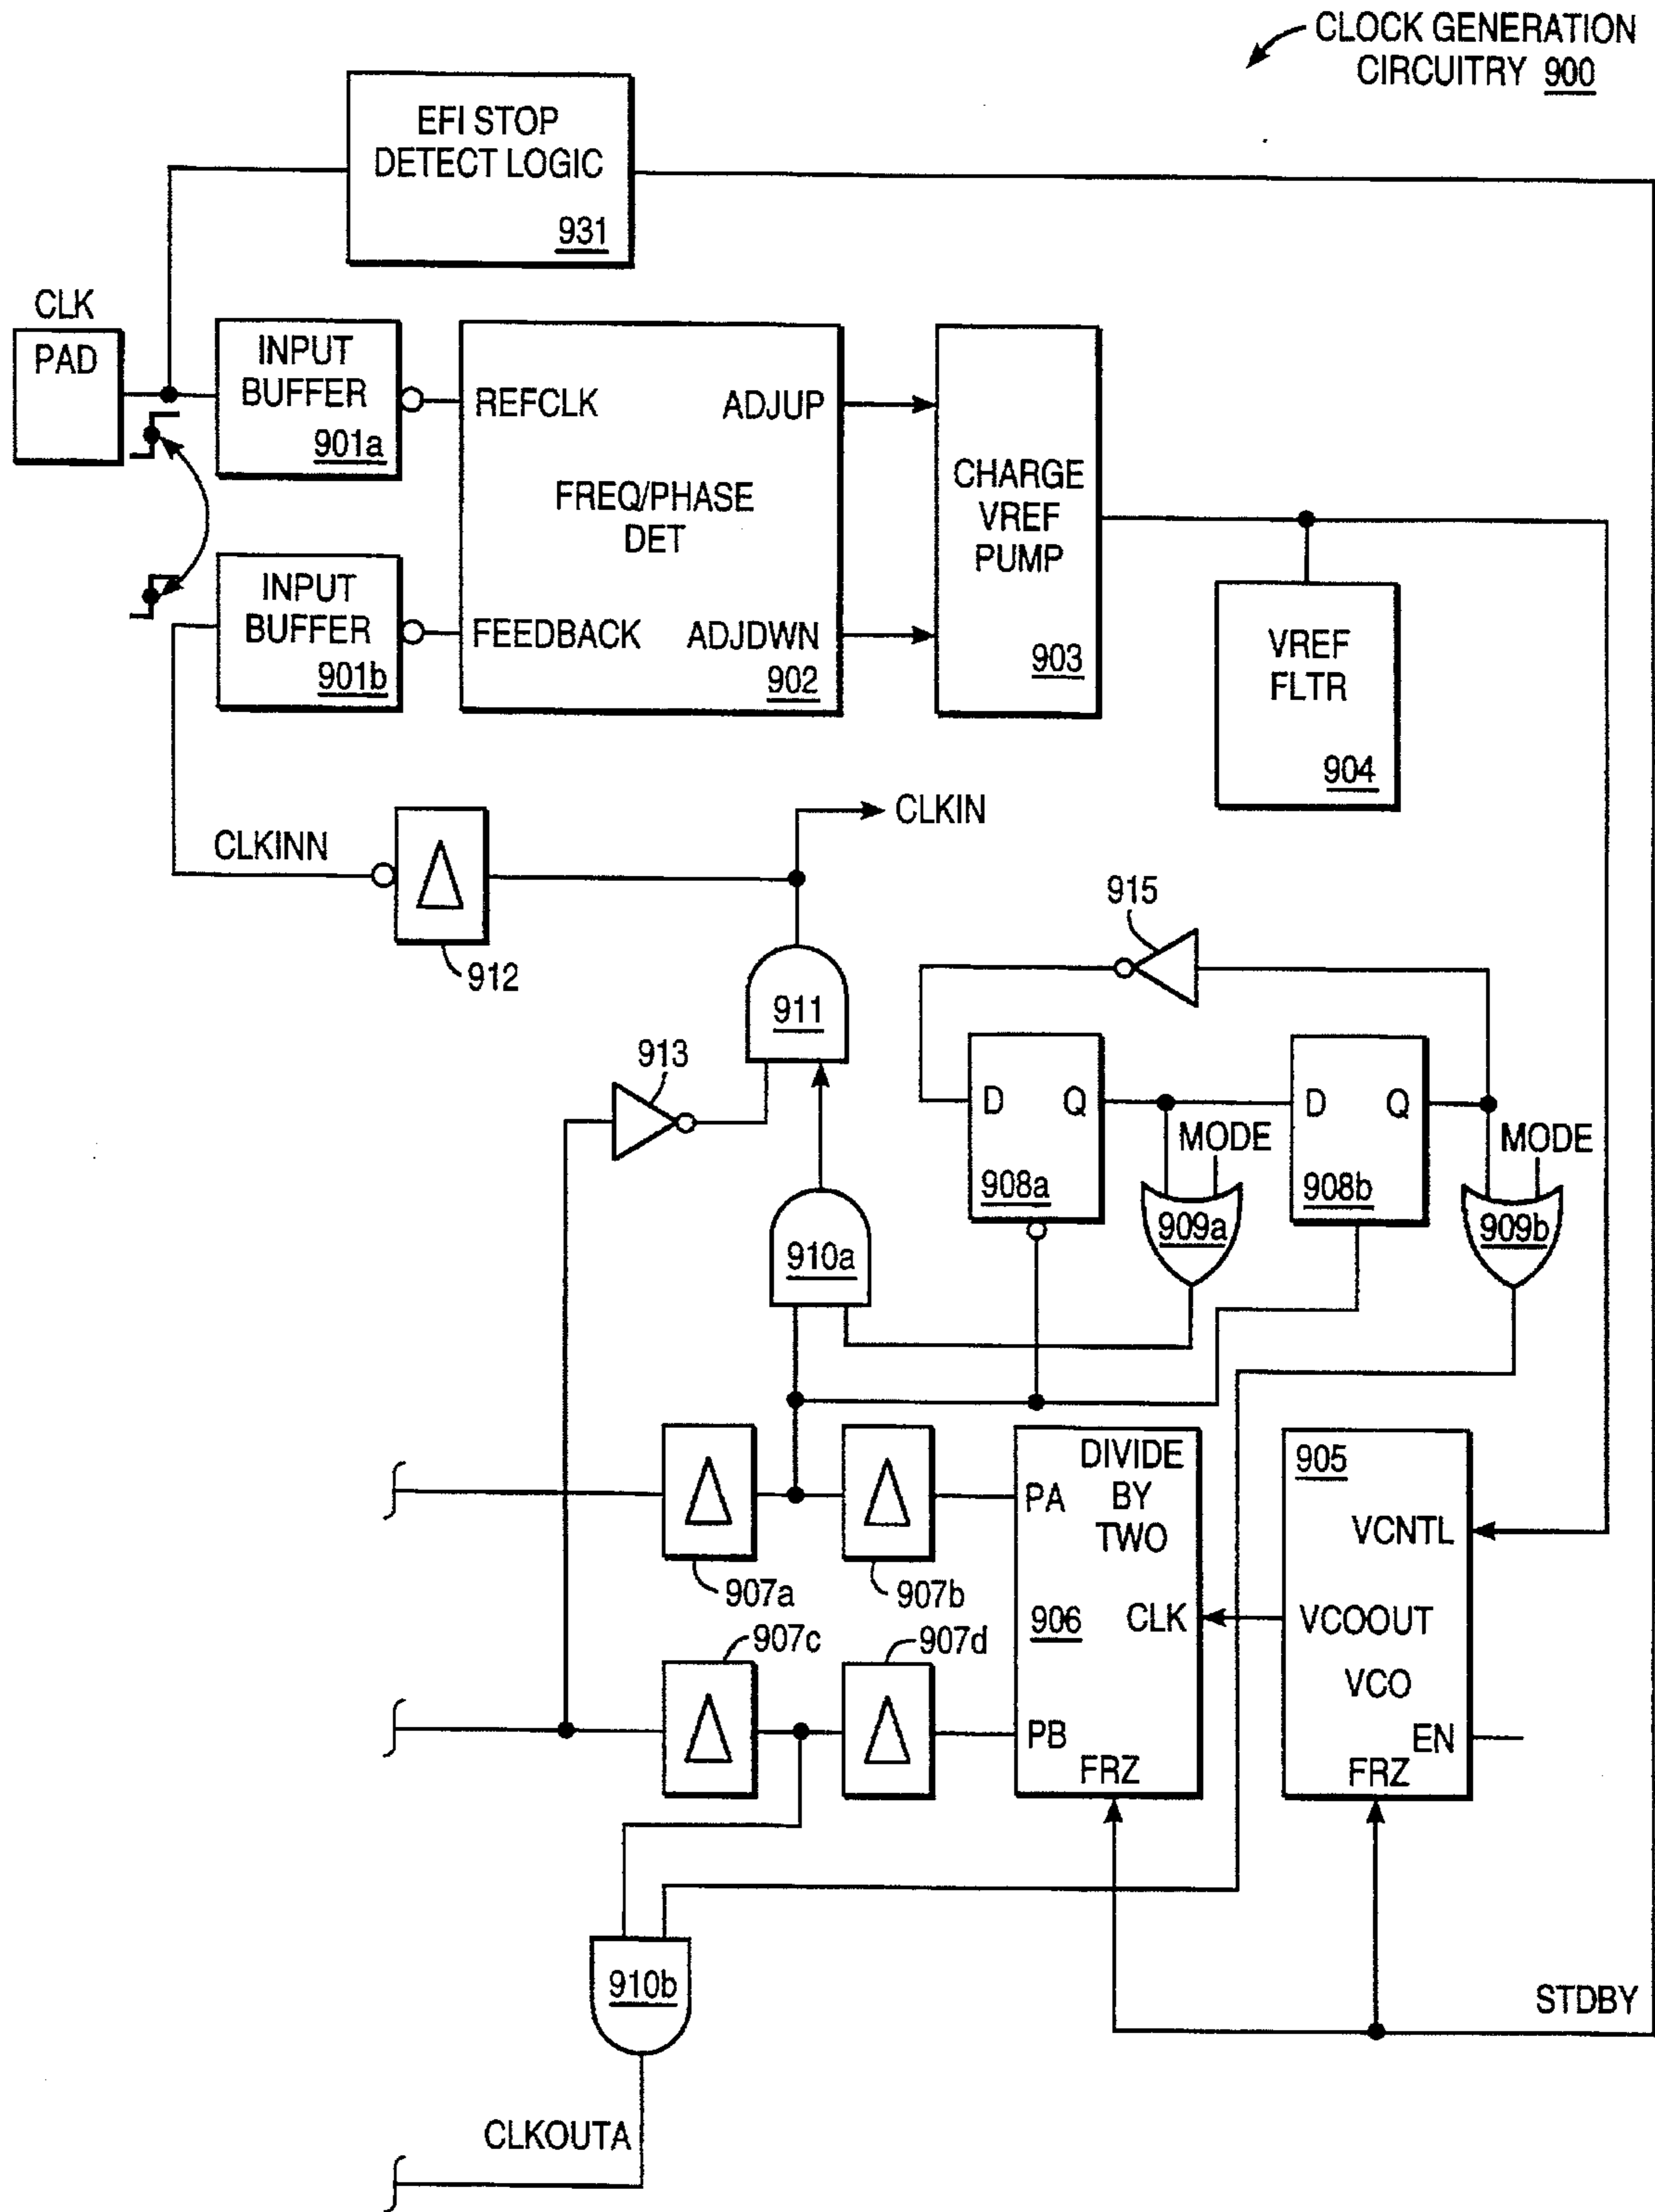 CLOCK GENERATION
CIRCUITRY 900
EFI STOP
DETECT LOGIC
931
CLK
PAD
INPUT
BUFFER
901a
REFCLK
ADJUP
FREQ/PHASE
DET
FEEDBACK
ADJDWN
902
CHARGE
VREF
PUMP
903
INPUT
BUFFER
901b
VREF
FLTR
904
CLKIN
CLKINN
912
915
911
913
D
Q
908a
MODE
909a
D
Q
908b
MODE
909b
910a
907a
907b
DIVIDE
BY
TWO
PA
906
CLK
PB
FRZ
905
VCNTL
VCOOUT
VCO
EN
FRZ
907c
907d
910b
STDBY
CLKOUTA